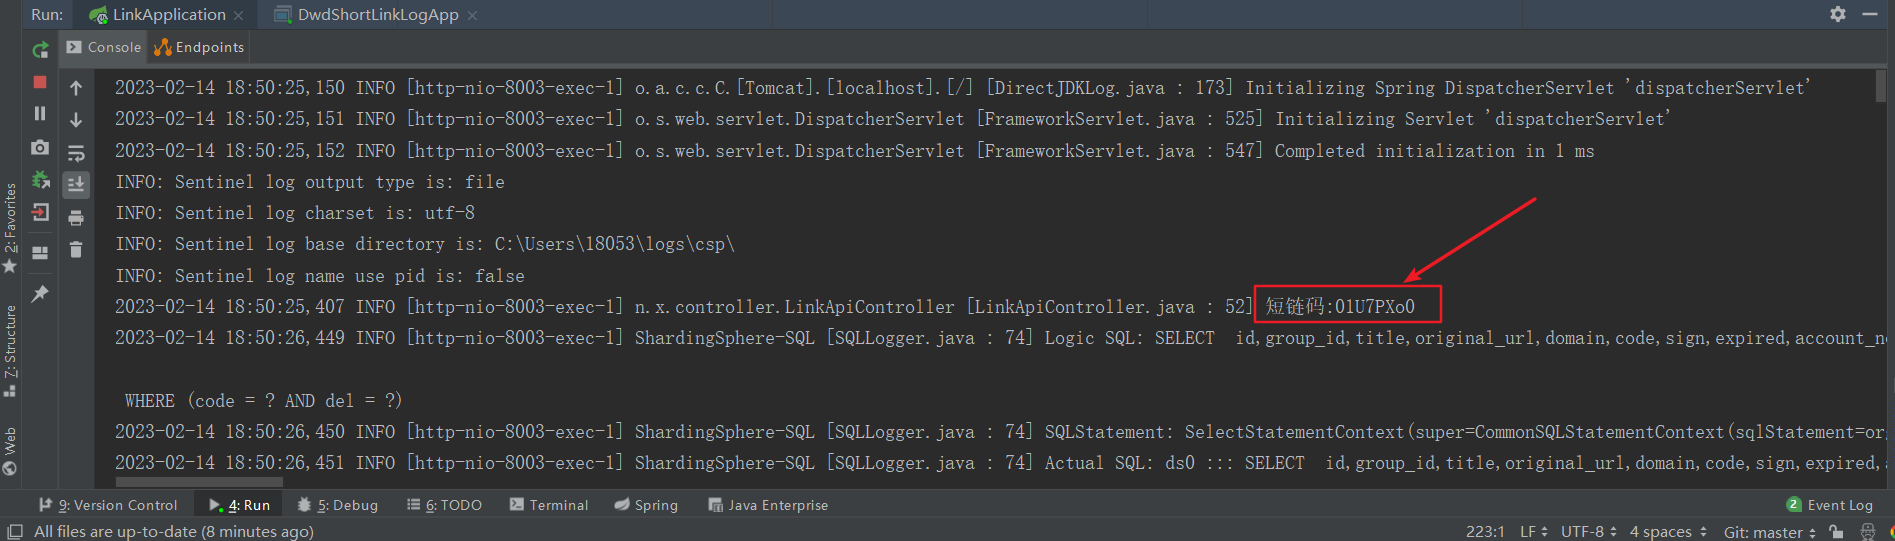 Run: LinkApplication × DwdShortLinkLogApp ×
Console Endpoints
2023-02-14 18:50:25,150 INFO [http-nio-8003-exec-1] o.a.c.c.C.[Tomcat].[localhost].[/] [DirectJDKLog.java : 173] Initializing Spring DispatcherServlet 'dispatcherServlet'
2023-02-14 18:50:25,151 INFO [http-nio-8003-exec-1] o.s.web.servlet.DispatcherServlet [FrameworkServlet.java : 525] Initializing Servlet 'dispatcherServlet'
2023-02-14 18:50:25,152 INFO [http-nio-8003-exec-1] o.s.web.servlet.DispatcherServlet [FrameworkServlet.java : 547] Completed initialization in 1 ms
INFO: Sentinel log output type is: file
INFO: Sentinel log charset is: utf-8
INFO: Sentinel log base directory is: C:\Users\18053\logs\csp\
INFO: Sentinel log name use pid is: false
2023-02-14 18:50:25,407 INFO [http-nio-8003-exec-1] n.x.controller.LinkApiController [LinkApiController.java : 52] 短链码:01U7PXo0
2023-02-14 18:50:26,449 INFO [http-nio-8003-exec-1] ShardingSphere-SQL [SQLLogger.java : 74] Logic SQL: SELECT id,group_id,title,original_url,domain,code,sign,expired,account_no
WHERE (code = ? AND del = ?)
2023-02-14 18:50:26,450 INFO [http-nio-8003-exec-1] ShardingSphere-SQL [SQLLogger.java : 74] SQLStatement: SelectStatementContext(super=CommonSQLStatementContext(sqlStatement=org
2023-02-14 18:50:26,451 INFO [http-nio-8003-exec-1] ShardingSphere-SQL [SQLLogger.java : 74] Actual SQL: ds0 ::: SELECT id,group_id,title,original_url,domain,code,sign,expired,a
2: Favorites
7: Structure
Web
9: Version Control 4: Run 5: Debug 6: TODO Terminal Spring Java Enterprise 2 Event Log
All files are up-to-date (8 minutes ago) 223:1 LF UTF-8 4 spaces Git: master